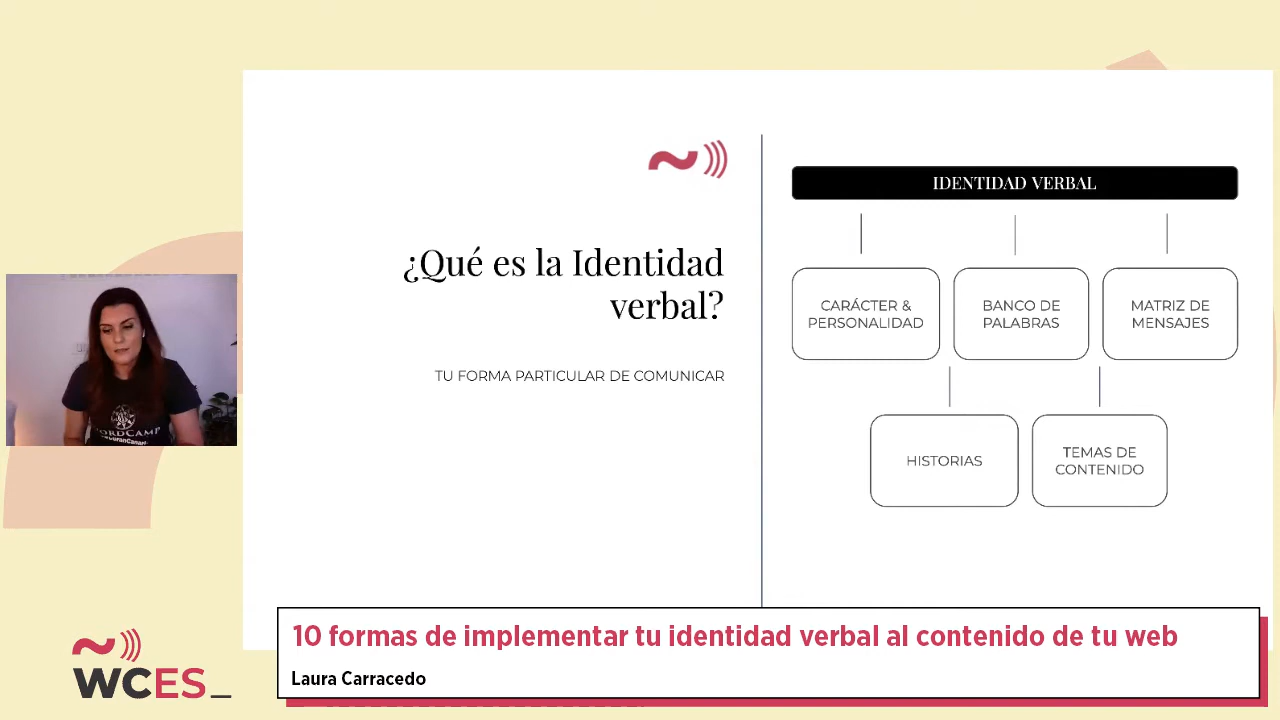 ¿Qué es la Identidad
verbal?
TU FORMA PARTICULAR DE COMUNICAR
IDENTIDAD VERBAL
CARÁCTER &
PERSONALIDAD
BANCO DE
PALABRAS
MATRIZ DE
MENSAJES
HISTORIAS
TEMAS DE
CONTENIDO
10 formas de implementar tu identidad verbal al contenido de tu web
Laura Carracedo
WCES_